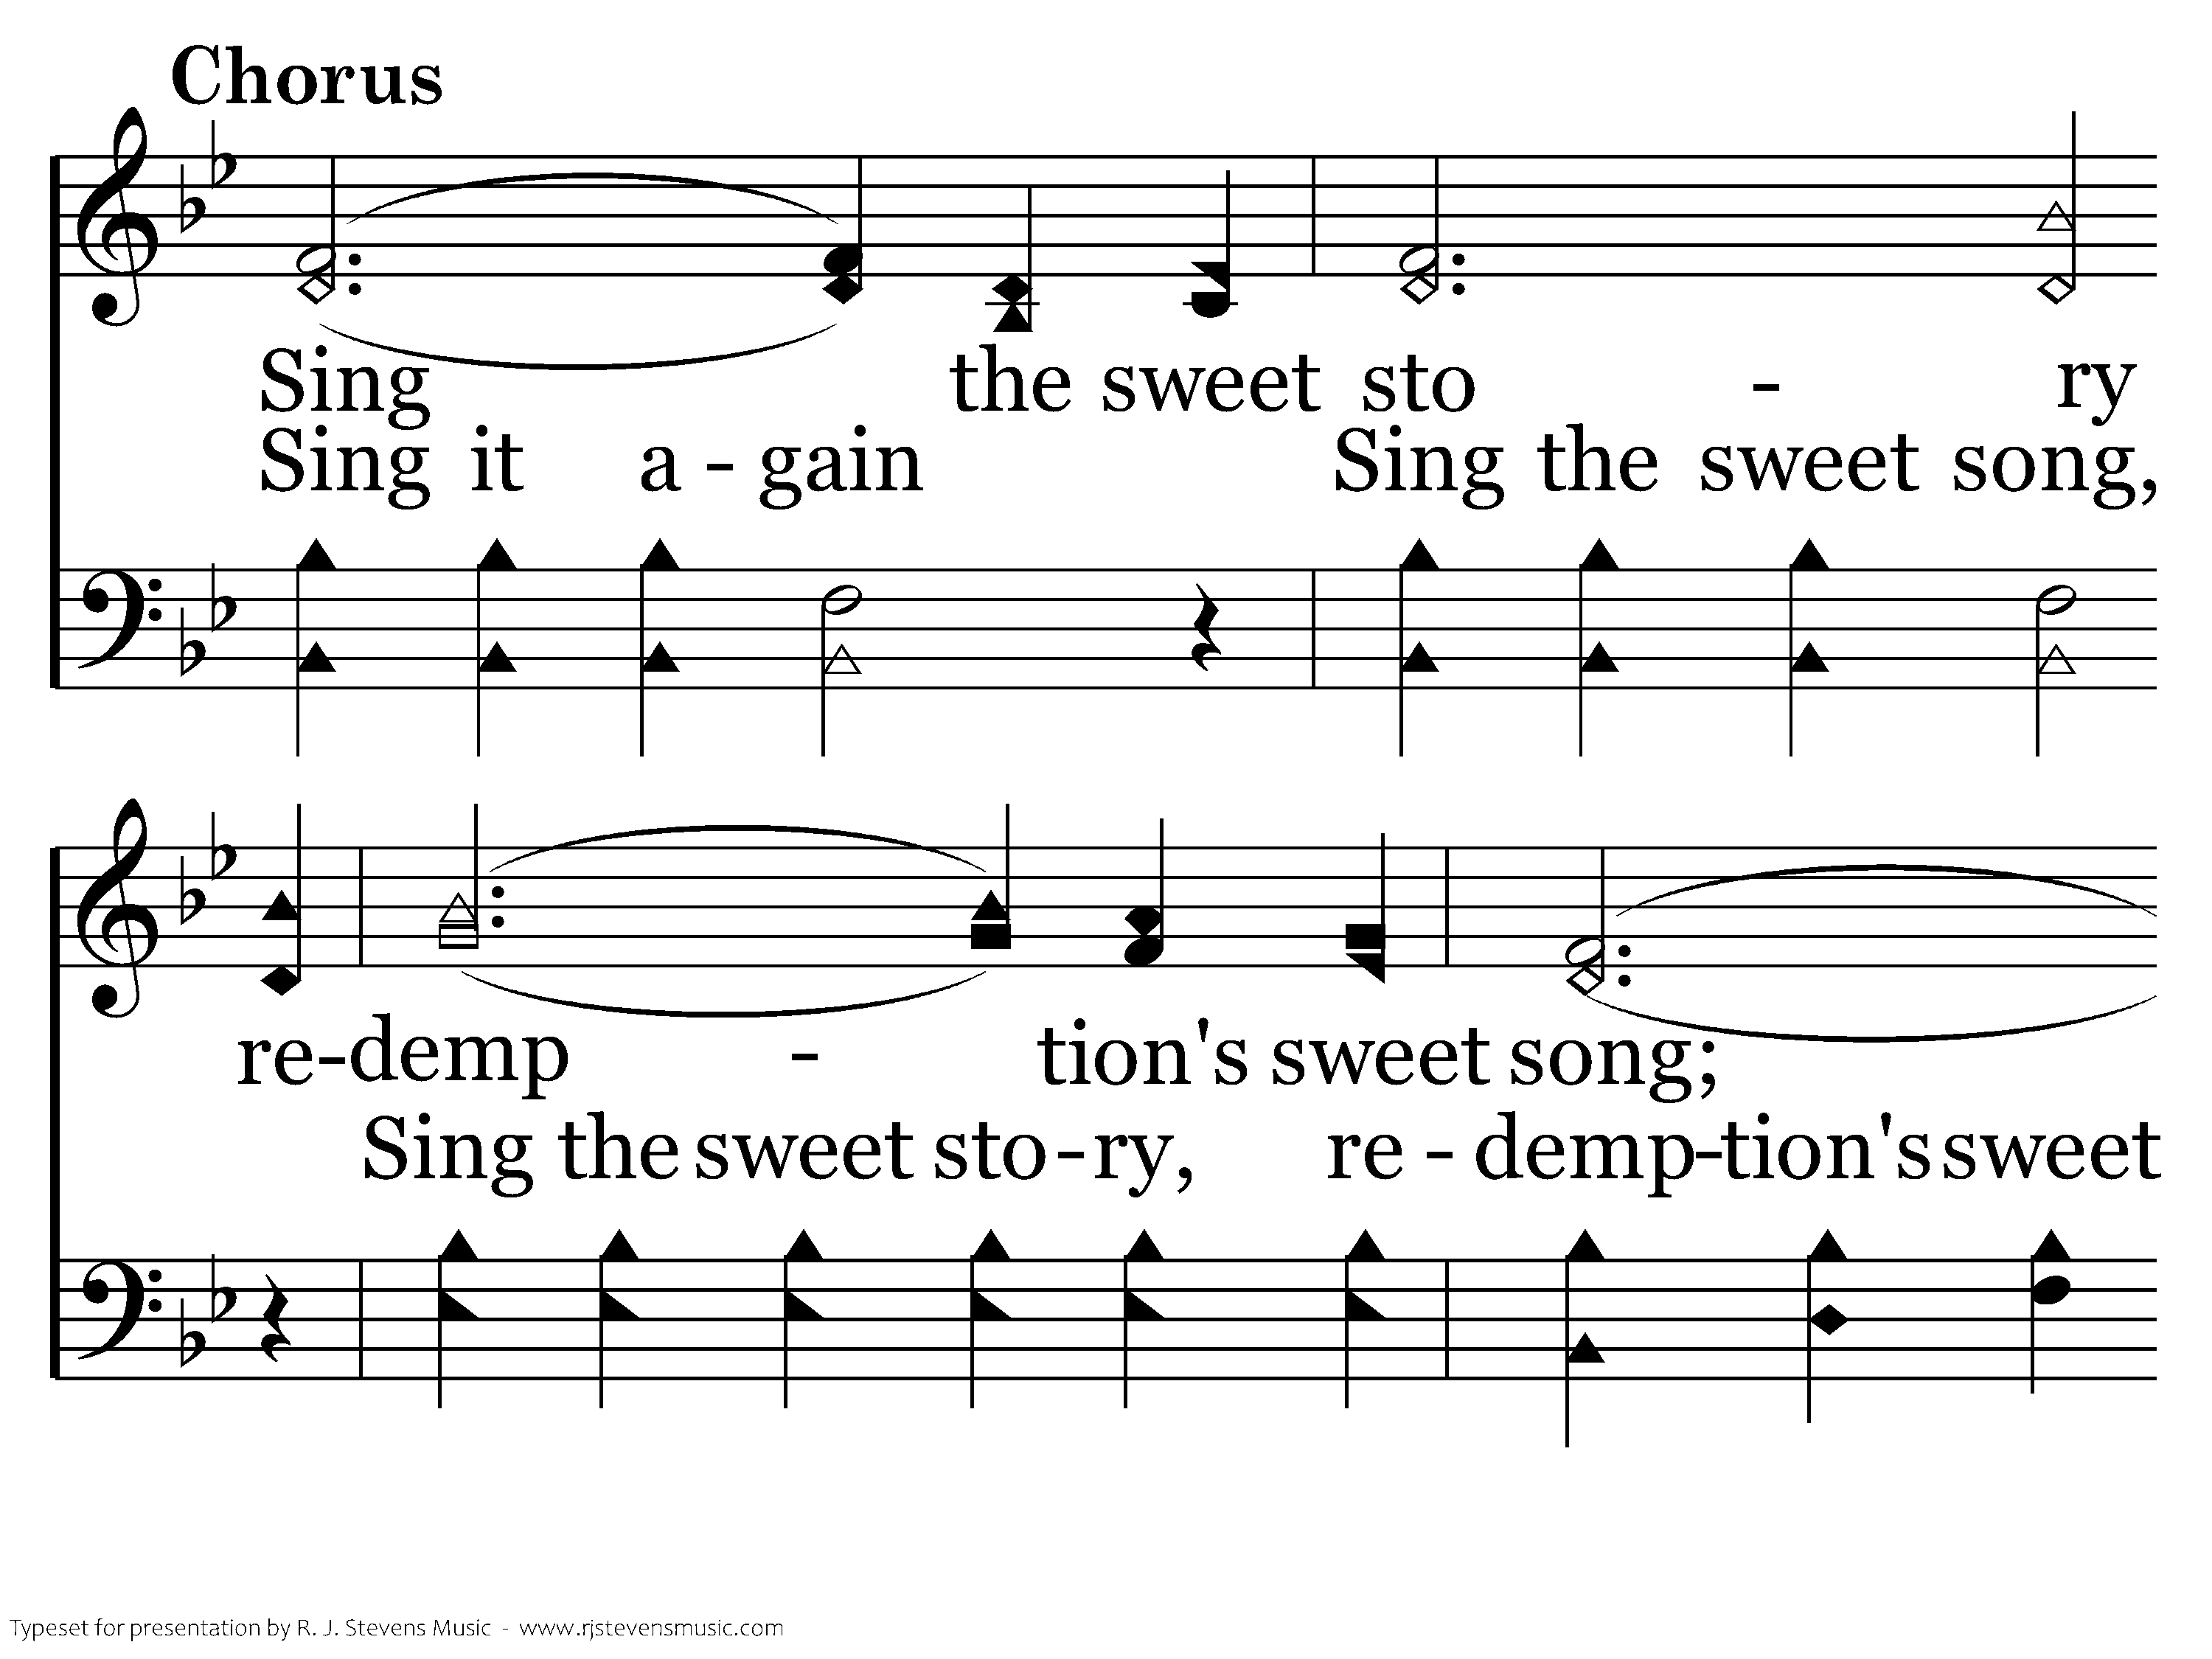 Chorus
Sing the sweet sto - ry
Sing it a - gain Sing the sweet song,
re-demp - tion's sweet song;
Sing the sweet sto-ry, re - demp-tion's sweet
Typeset for presentation by R. J. Stevens Music - www.rjstevensmusic.com